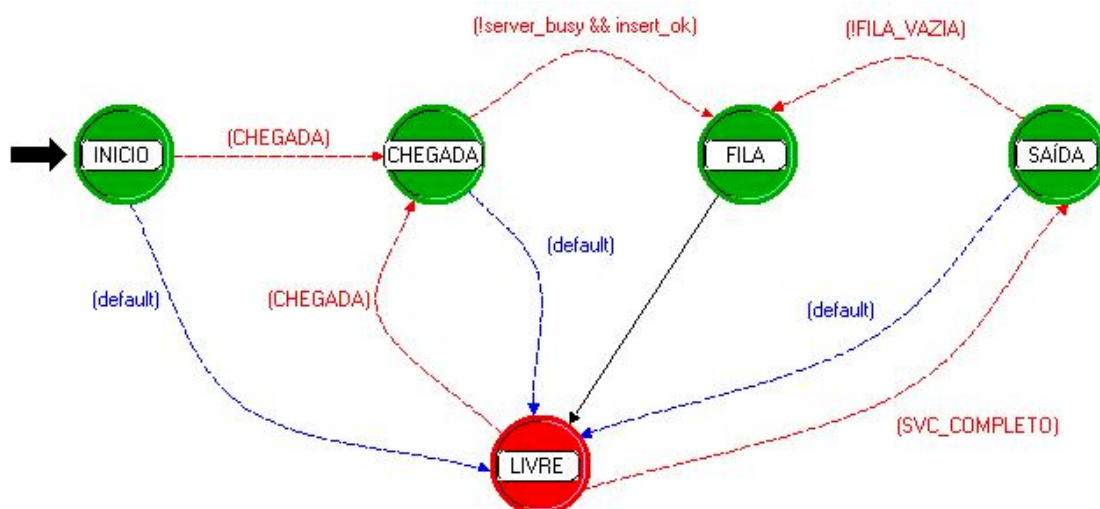 (!server_busy && insert_ok)
(!FILA_VAZIA)
(CHEGADA)
INICIO
CHEGADA
FILA
SAÍDA
(default)
(default)
(CHEGADA)
(default)
(SVC_COMPLETO)
LIVRE